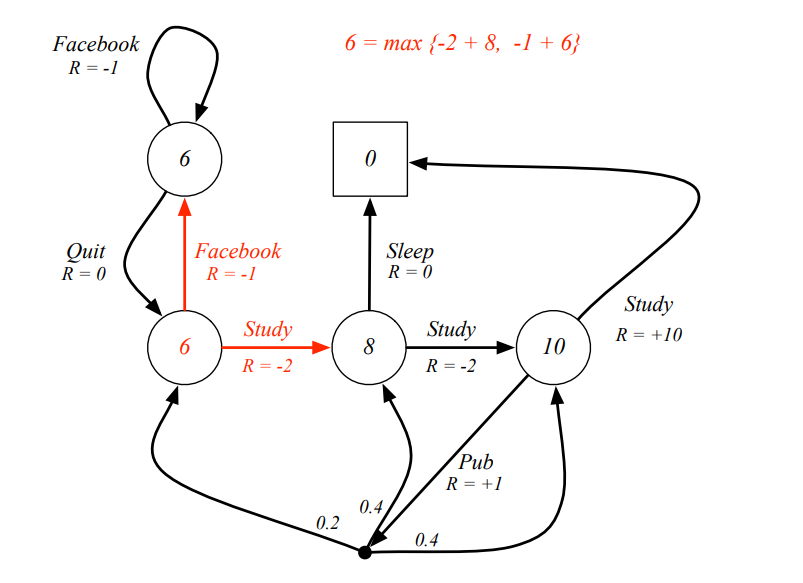 6 = max {-2 + 8, -1 + 6}
Facebook
R = -1
6
0
Quit
R = 0
Facebook
R = -1
Sleep
R = 0
6
Study
R = -2
8
Study
R = -2
10
Study
R = +10
Pub
R = +1
0.2
0.4
0.4